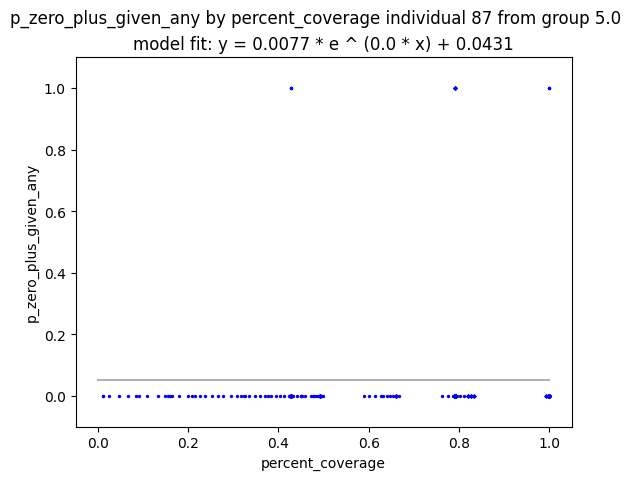 p_zero_plus_given_any by percent_coverage individual 87 from group 5.0
model fit: y = 0.0077 * e ^ (0.0 * x) + 0.0431
1.0
0.8
0.6
0.4
0.2
0.0
p_zero_plus_given_any
0.0 0.2 0.4 0.6 0.8 1.0
percent_coverage